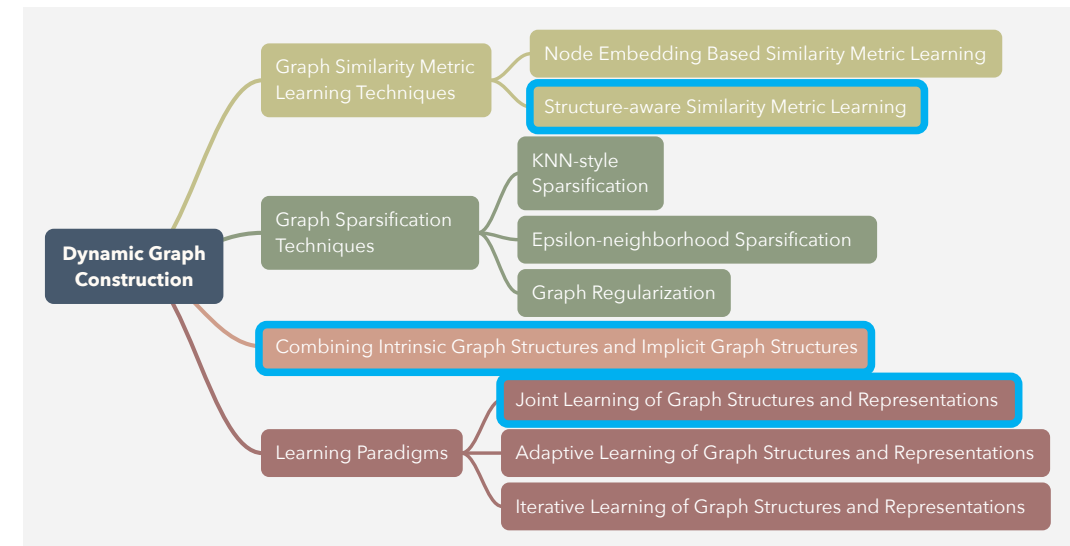 Graph Similarity Metric
Learning Techniques
Node Embedding Based Similarity Metric Learning
Structure-aware Similarity Metric Learning
KNN-style
Sparsification
Graph Sparsification
Techniques
Epsilon-neighborhood Sparsification
Graph Regularization
Dynamic Graph
Construction
Combining Intrinsic Graph Structures and Implicit Graph Structures
Joint Learning of Graph Structures and Representations
Learning Paradigms
Adaptive Learning of Graph Structures and Representations
Iterative Learning of Graph Structures and Representations